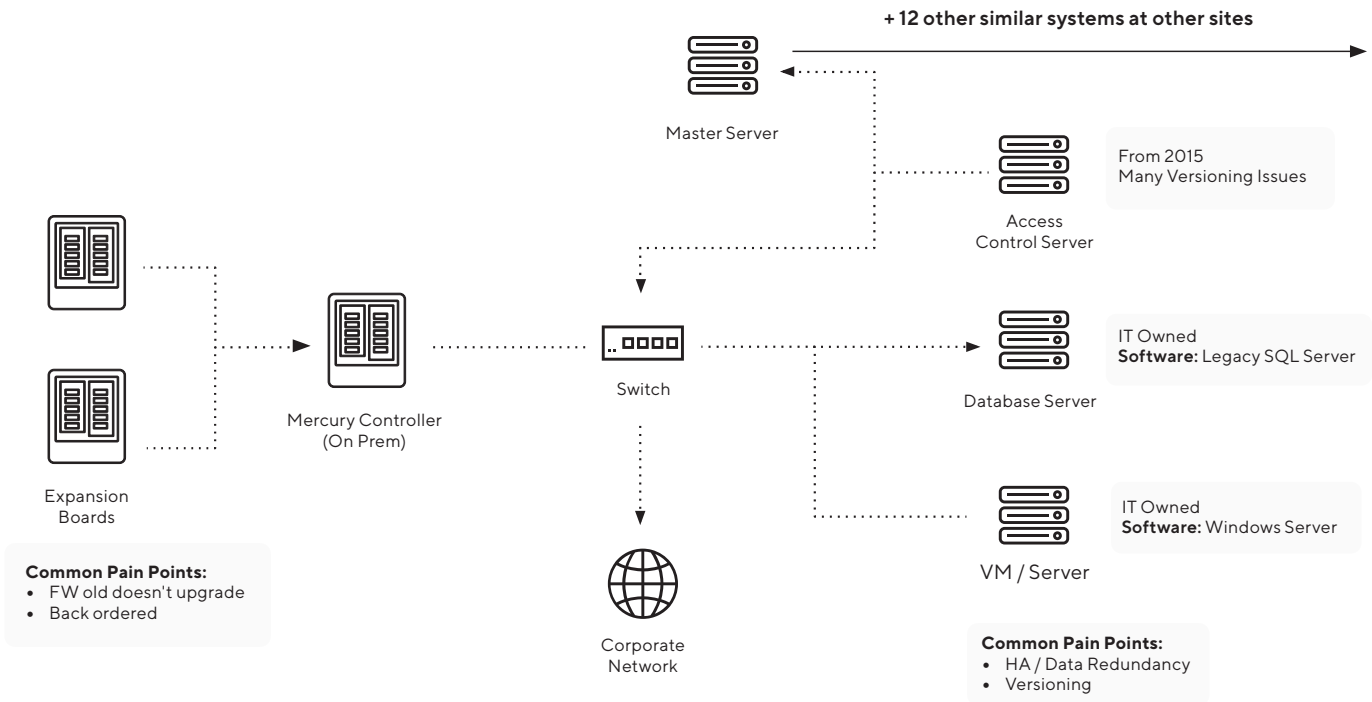 + 12 other similar systems at other sites
Master Server
From 2015
Many Versioning Issues
Access
Control Server
Mercury Controller
(On Prem)
Switch
IT Owned
Software: Legacy SQL Server
Database Server
Expansion
Boards
IT Owned
Software: Windows Server
VM / Server
Common Pain Points:
• FW old doesn't upgrade
• Back ordered
Corporate
Network
Common Pain Points:
• HA / Data Redundancy
• Versioning